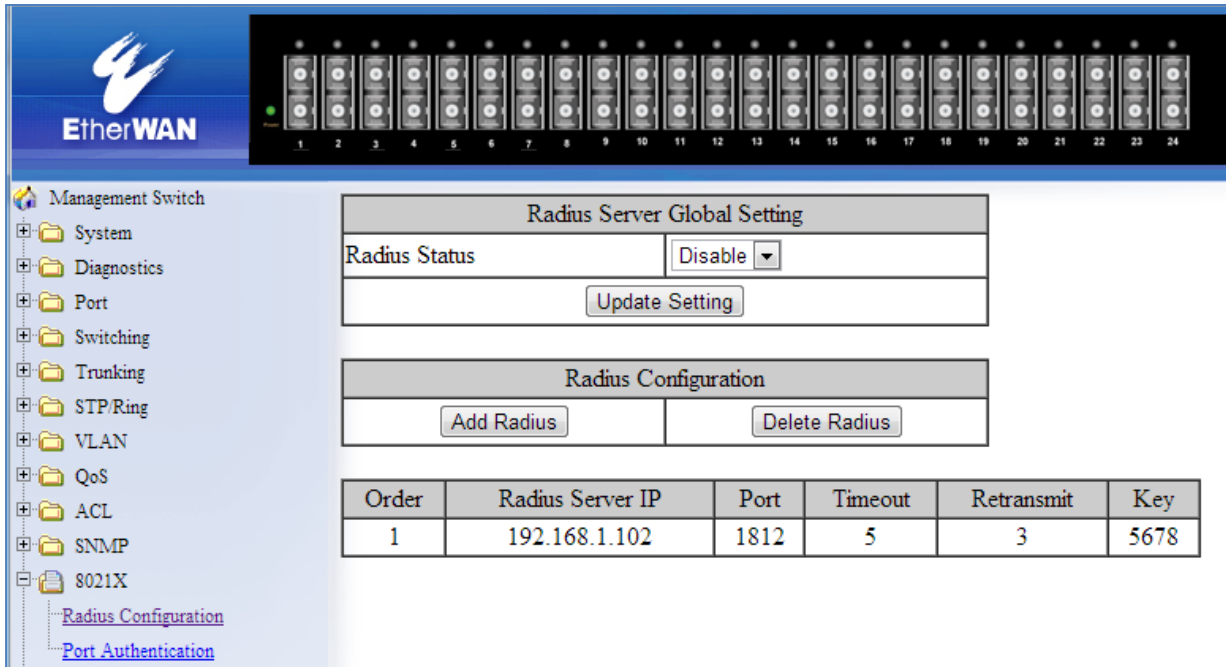 EtherWAN
Power
1 2 3 4 5 6 7 8 9 10 11 12 13 14 15 16 17 18 19 20 21 22 23 24
Management Switch
System
Diagnostics
Port
Switching
Trunking
STP/Ring
VLAN
QoS
ACL
SNMP
8021X
Radius Configuration
Port Authentication
Radius Server Global Setting
Radius Status Disable
Update Setting
Radius Configuration
Add Radius Delete Radius
Order Radius Server IP Port Timeout Retransmit Key
1 192.168.1.102 1812 5 3 5678